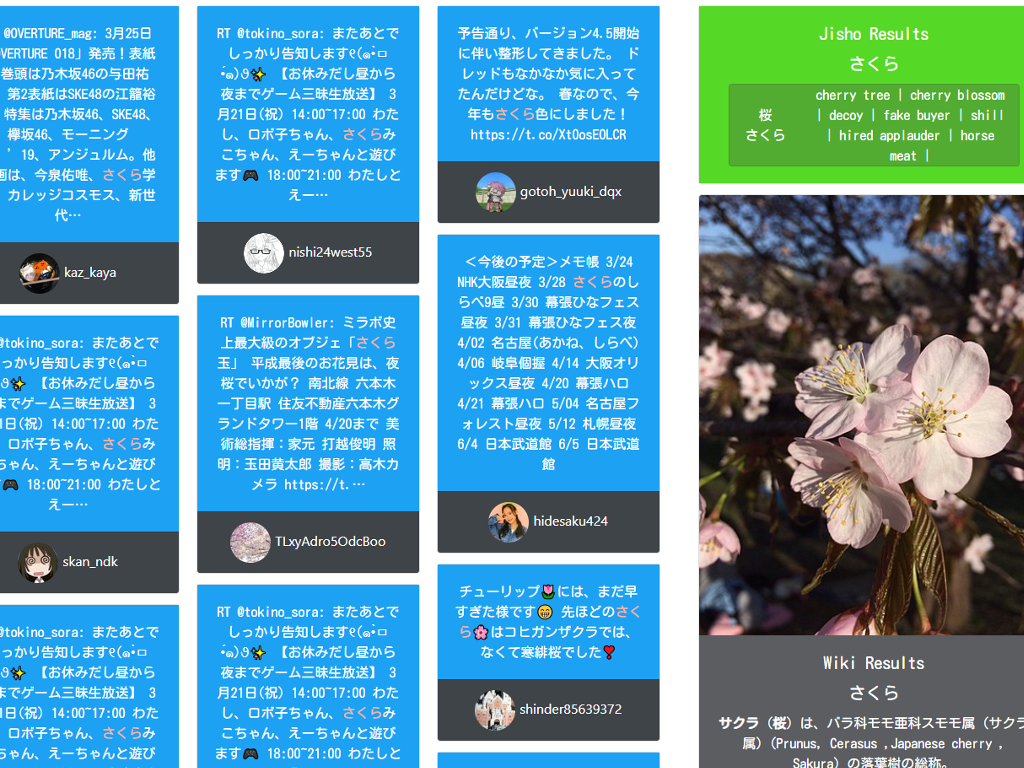 @OVERTURE_mag: 3月25日
VERTURE 018」発売！表紙
巻頭は乃木坂46の与田祐
第2表紙はSKE48の江籠裕
特集は乃木坂46、SKE48、
欅坂46、モーニング
'19、アンジュルム。他
画は、今泉佑唯、さくら学
カレッジコスモス、新世
代…
kaz_kaya
@tokino_sora: またあとで
っかり告知します
【お休みだし昼から
までゲーム三昧生放送】 3
1日(祝) 14:00~17:00 わた
ロボ子ちゃん、さくらみ
ちゃん、えーちゃんと遊び
🎮 18:00~21:00 わたしと
えー…
skan_ndk
@tokino_sora: またあとで
っかり告知します
【お休みだし昼から
までゲーム三昧生放送】 3
1日(祝) 14:00~17:00 わた
ロボ子ちゃん、さくらみ
ちゃん、えーちゃんと遊び
RT @tokino_sora: またあとで
しっかり告知します
✨ 【お休みだし昼から
夜までゲーム三昧生放送】 3
月21日(祝) 14:00~17:00 わた
し、ロボ子ちゃん、さくらみ
こちゃん、えーちゃんと遊び
ます🎮 18:00~21:00 わたしと
えー…
nishi24west55
RT @MirrorBowler: ミラボ史
上最大級のオブジェ「さくら
玉」 平成最後のお花見は、夜
桜でいかが？ 南北線 六本木
一丁目駅 住友不動産六本木グ
ランドタワー1階 4/20まで 美
術総指揮：家元 打越俊明 照
明：玉田黄太郎 撮影：高木カ
メラ https://t.…
TLxyAdro5OdcBoo
RT @tokino_sora: またあとで
しっかり告知します
✨ 【お休みだし昼から
夜までゲーム三昧生放送】 3
月21日(祝) 14:00~17:00 わた
し、ロボ子ちゃん、さくらみ
こちゃん、えーちゃんと遊び
ます🎮 18:00~21:00 わたしと
予告通り、バージョン4.5開始
に伴い整形してきました。 ド
レッドもなかなか気に入って
たんだけどな。 春なので、今
年もさくら色にしました！
https://t.co/XtOosEOLCR
gotoh_yuuki_dqx
＜今後の予定＞メモ帳 3/24
NHK大阪昼夜 3/28 さくらのし
らべ9昼 3/30 幕張ひなフェス
昼夜 3/31 幕張ひなフェス夜
4/02 名古屋(あかね、しらべ)
4/06 岐阜個握 4/14 大阪オリ
ックス昼夜 4/20 幕張ハロ
4/21 幕張ハロ 5/04 名古屋フ
ォレスト昼夜 5/12 札幌昼夜
6/4 日本武道館 6/5 日本武道
館
hidesaku424
チューリップ🌷には、まだ早
すぎた様です😁 先ほどのさく
ら🌸はコヒガンザクラでは、
なくて寒緋桜でした❣
shinder85639372
Jisho Results
さくら
桜
さくら
cherry tree | cherry blossom
| decoy | fake buyer | shill
| hired applauder | horse
meat |
Wiki Results
さくら
サクラ（桜）は、バラ科モモ亜科スモモ属（サクラ
属）(Prunus, Cerasus ,Japanese cherry ,
Sakura）の落葉樹の総称。